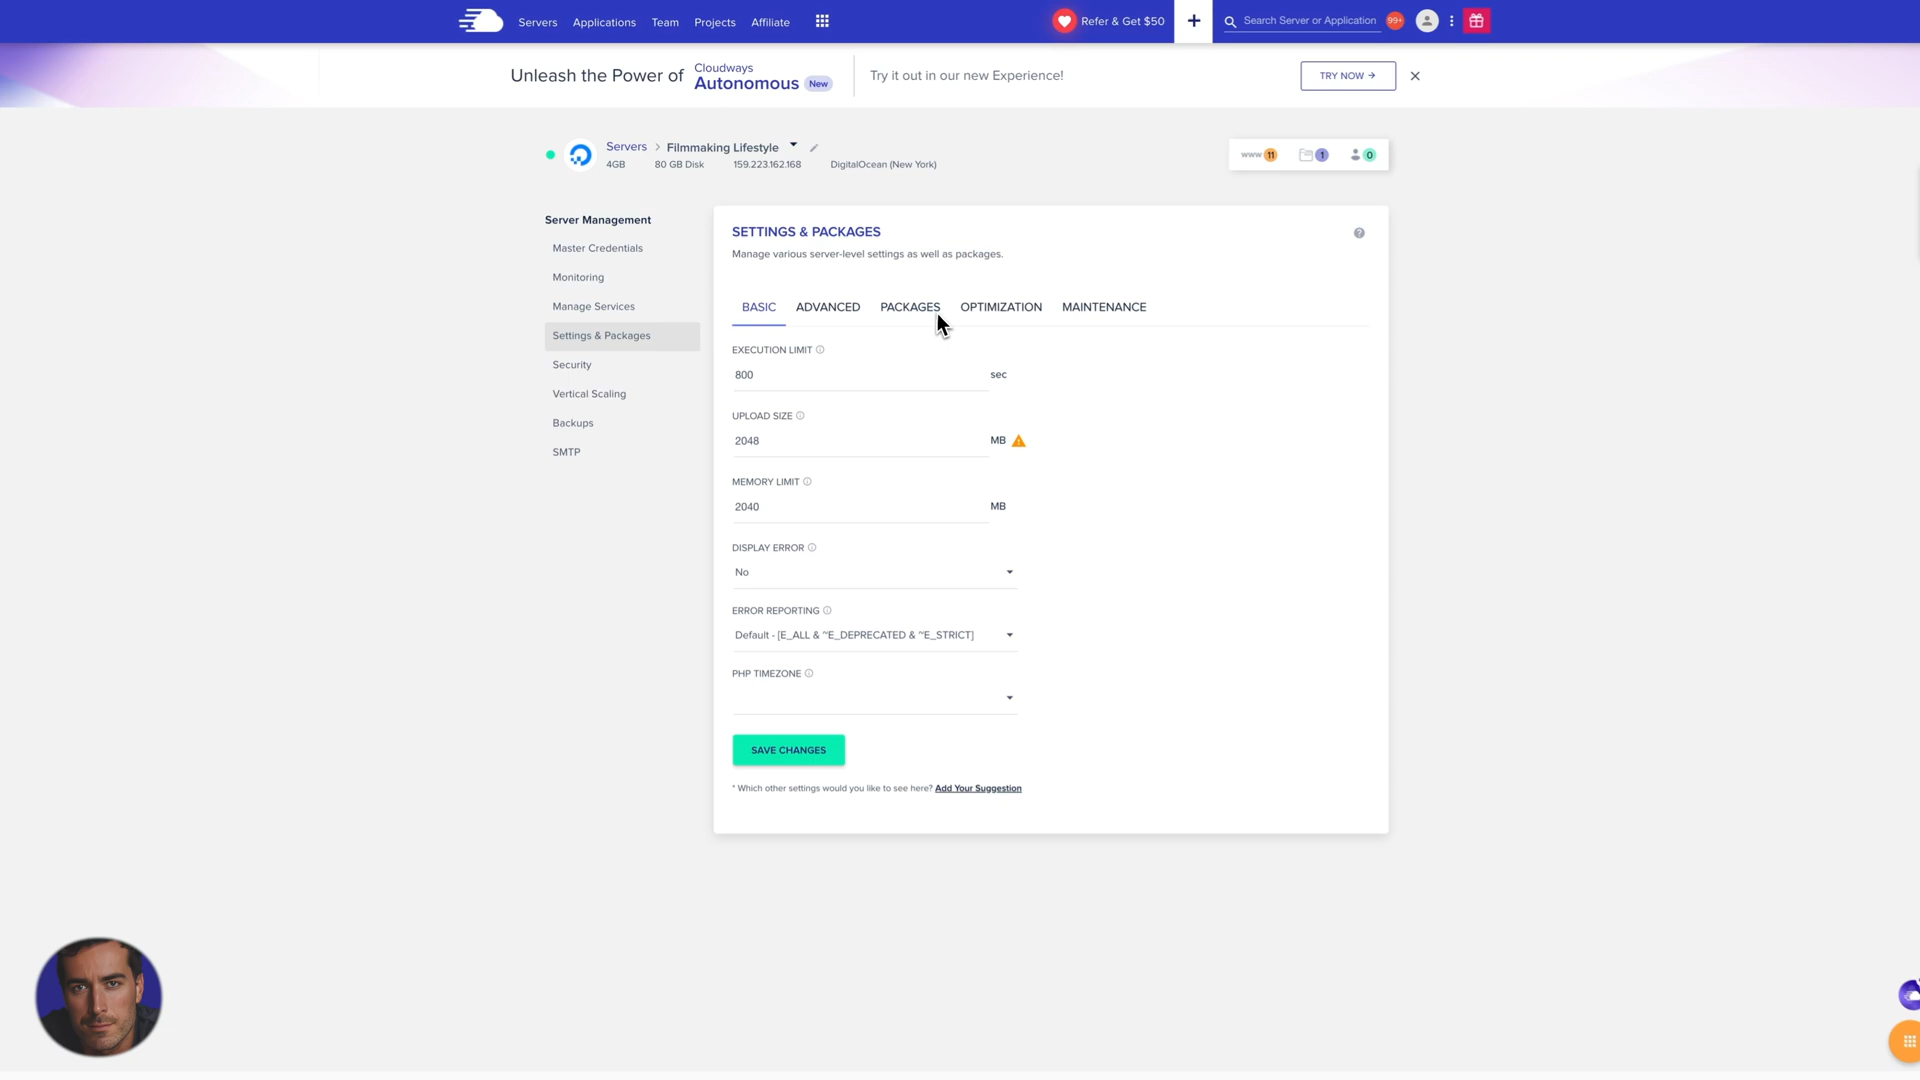 Servers Applications Team Projects Affiliate Refer & Get $50 + Search Server or Application 99+
Unleash the Power of Cloudways Autonomous New Try it out in our new Experience! TRY NOW →
Servers > Filmmaking Lifestyle
4GB 80 GB Disk 159.223.162.168 DigitalOcean (New York)
www 11 1 0
Server Management
Master Credentials
Monitoring
Manage Services
Settings & Packages
Security
Vertical Scaling
Backups
SMTP
SETTINGS & PACKAGES
Manage various server-level settings as well as packages.
BASIC ADVANCED PACKAGES OPTIMIZATION MAINTENANCE
EXECUTION LIMIT
800 sec
UPLOAD SIZE
2048 MB
MEMORY LIMIT
2040 MB
DISPLAY ERROR
No
ERROR REPORTING
Default - [E_ALL & ~E_DEPRECATED & ~E_STRICT]
PHP TIMEZONE
SAVE CHANGES
* Which other settings would you like to see here? Add Your Suggestion